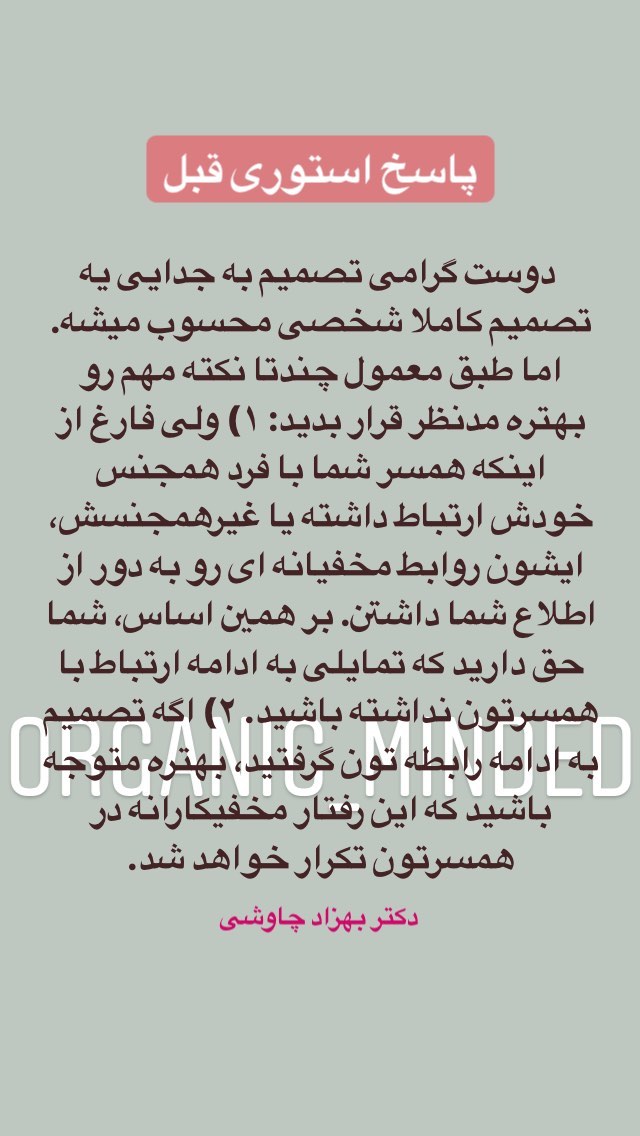 پاسخ استوری قبل
دوست گرامی تصمیم به جدایی یه
تصمیم کاملا شخصی محسوب میشه.
اما طبق معمول چندتا نکته مهم رو
بهتره مدنظر قرار بدید: ۱) ولی فارغ از
اینکه همسر شما با فرد همجنس
خودش ارتباط داشته یا غیرهمجنسش،
ایشون روابط مخفیانه ای رو به دور از
اطلاع شما داشتن. بر همین اساس، شما
حق دارید که تمایلی به ادامه ارتباط با
همسرتون نداشته باشید. ۲) اگه تصمیم
ORGANIC_MINDED
به ادامه رابطه تون گرفتید، بهتره متوجه
باشید که این رفتار مخفیکارانه در
همسرتون تکرار خواهد شد.
دکتر بهزاد چاوشی